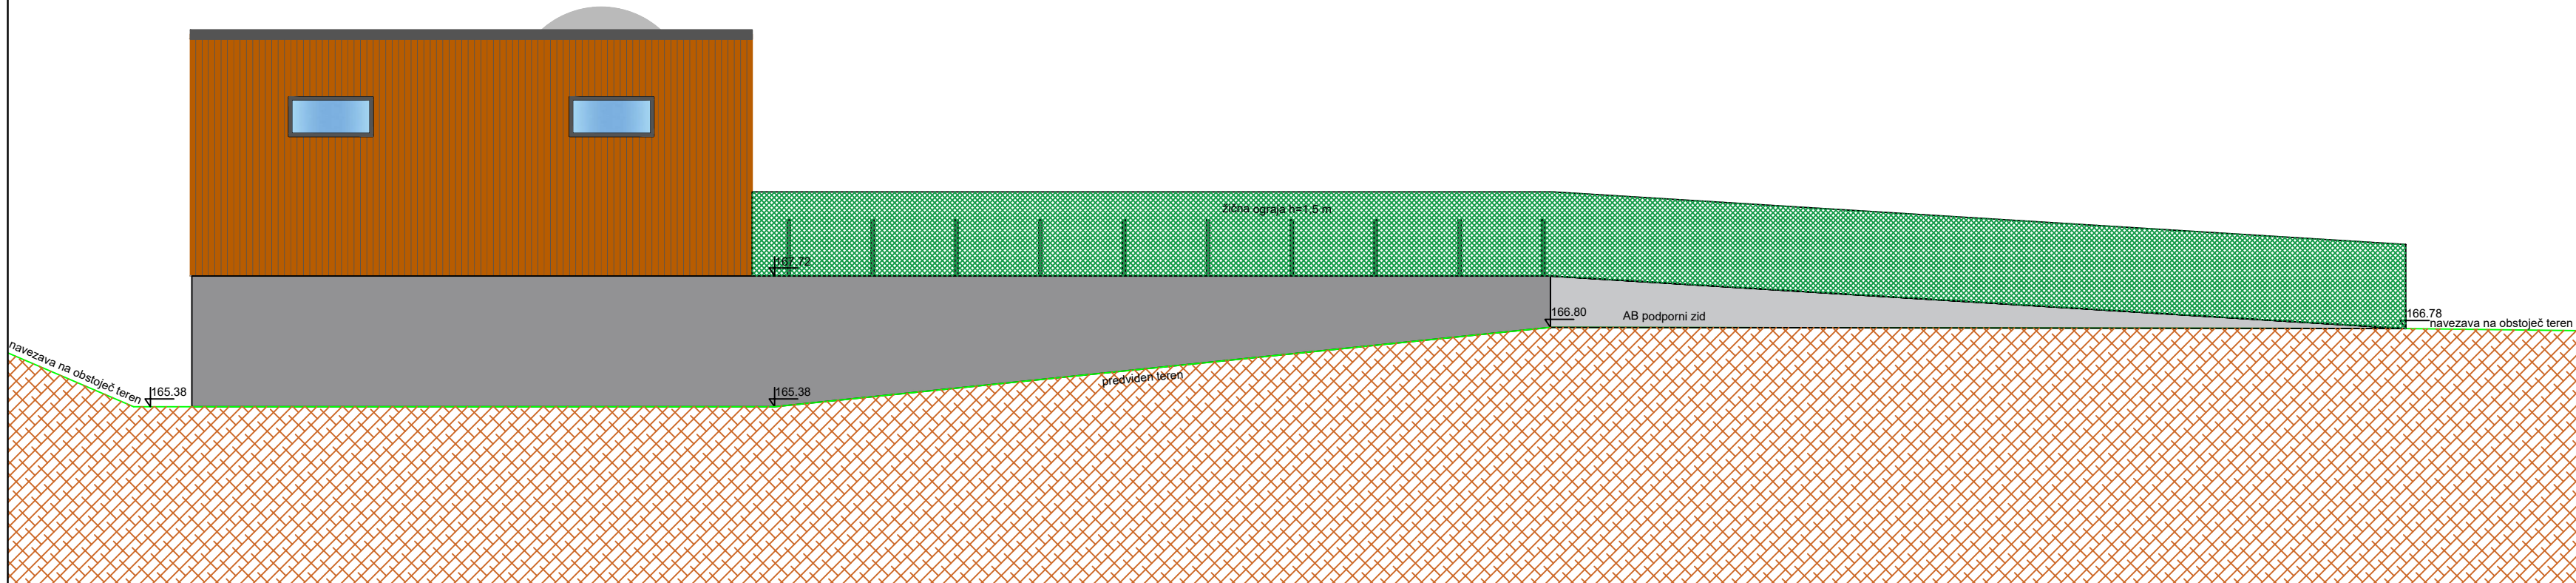 žična ograja h=1,5 m
167.72
166.80
AB podporni zid
166.78
navezava na obstoječ teren
navezava na obstoječ teren
165.38
165.38
predviden teren